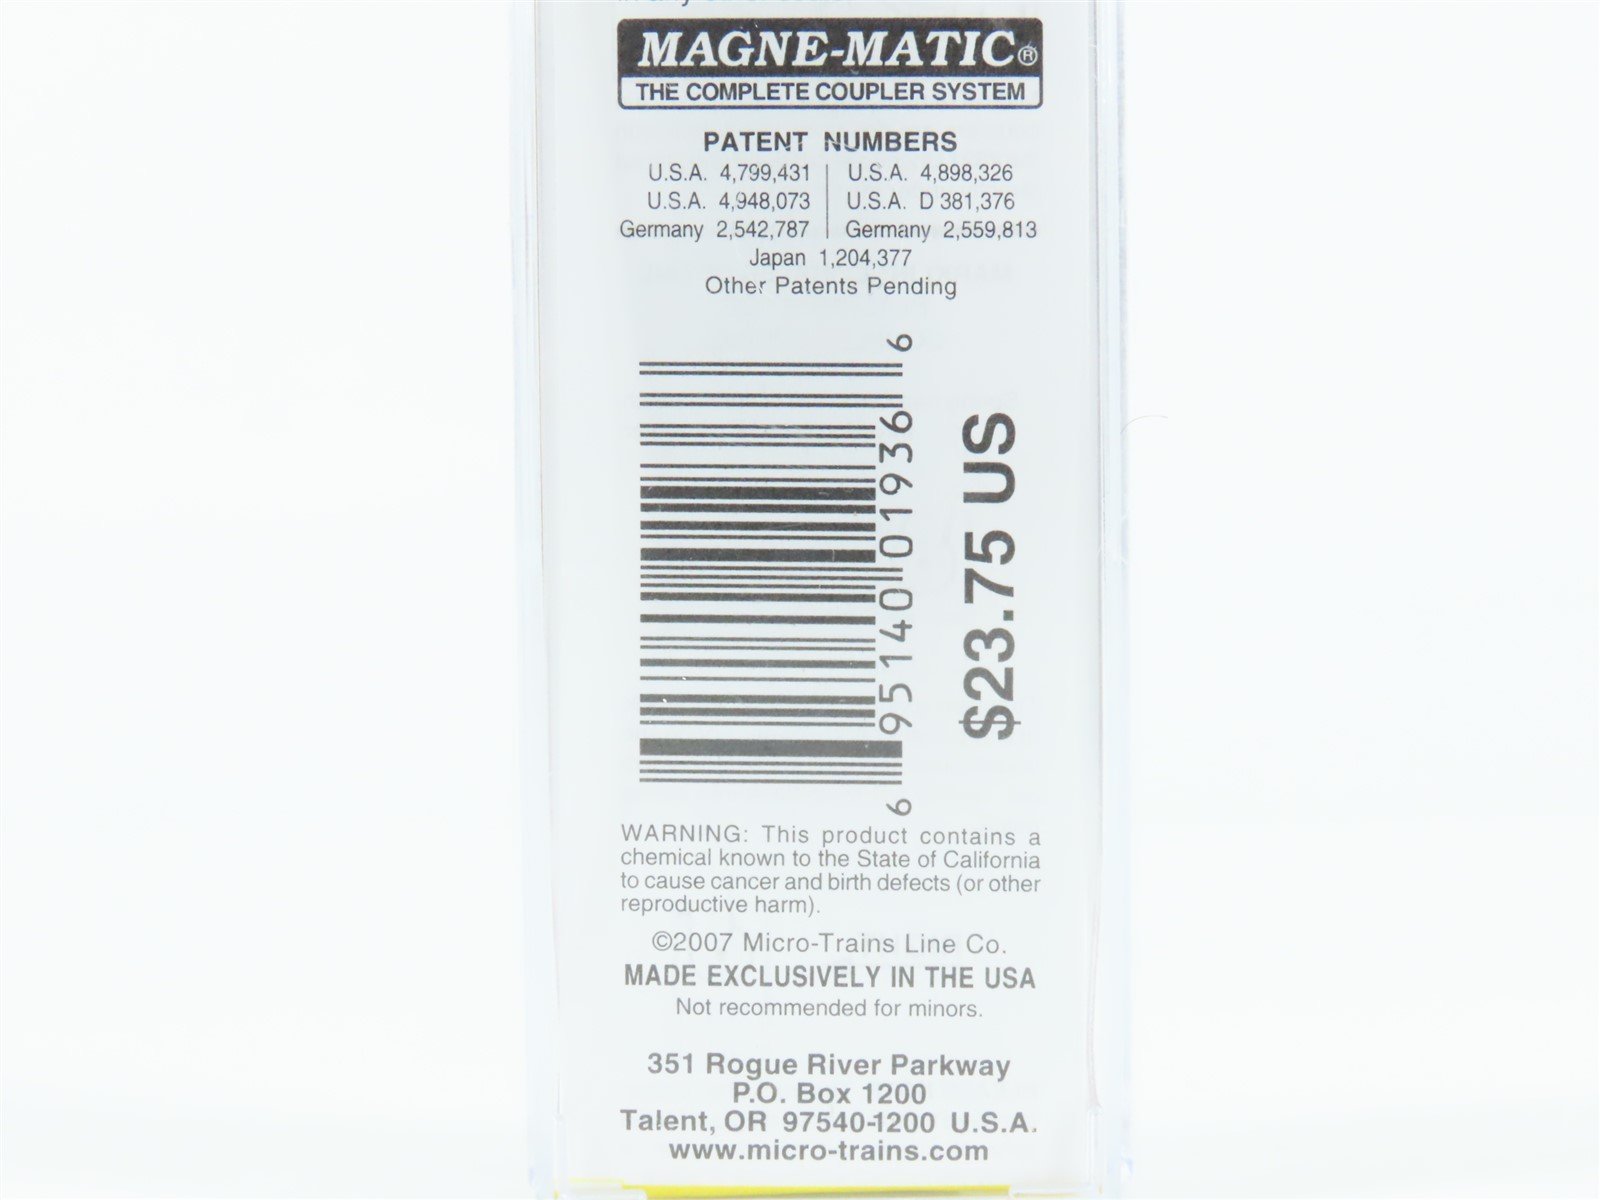 MAGNE-MATIC®
THE COMPLETE COUPLER SYSTEM
PATENT NUMBERS
U.S.A. 4,799,431 | U.S.A. 4,898,326
U.S.A. 4,948,073 | U.S.A. D 381,376
Germany 2,542,787 | Germany 2,559,813
Japan 1,204,377
Other Patents Pending
6 95140 01936 6
$23.75 US
WARNING: This product contains a
chemical known to the State of California
to cause cancer and birth defects (or other
reproductive harm).
©2007 Micro-Trains Line Co.
MADE EXCLUSIVELY IN THE USA
Not recommended for minors.
351 Rogue River Parkway
P.O. Box 1200
Talent, OR 97540-1200 U.S.A.
www.micro-trains.com